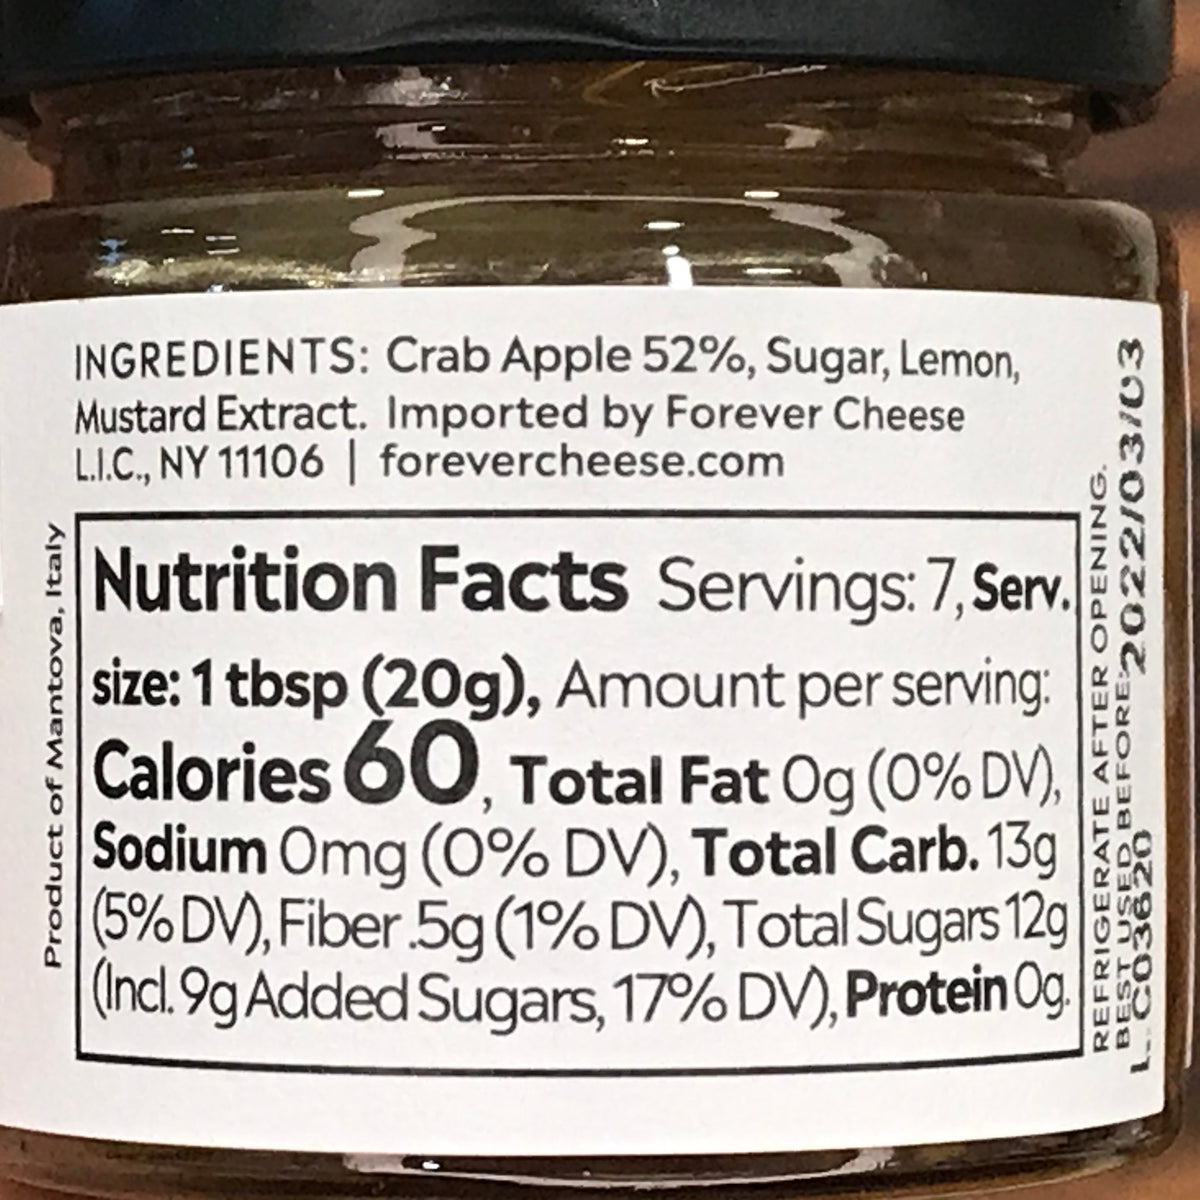 INGREDIENTS: Crab Apple 52%, Sugar, Lemon,
Mustard Extract. Imported by Forever Cheese
L.I.C., NY 11106 | forevercheese.com
Product of Mantova, Italy
Nutrition Facts Servings: 7, Serv.
size: 1 tbsp (20g), Amount per serving:
Calories 60, Total Fat 0g (0% DV),
Sodium 0mg (0% DV), Total Carb. 13g
(5% DV), Fiber .5g (1% DV), Total Sugars 12g
(Incl. 9g Added Sugars, 17% DV), Protein 0g.
REFRIGERATE AFTER OPENING.
BEST USED BEFORE: 2022/03/03
L.. C03620